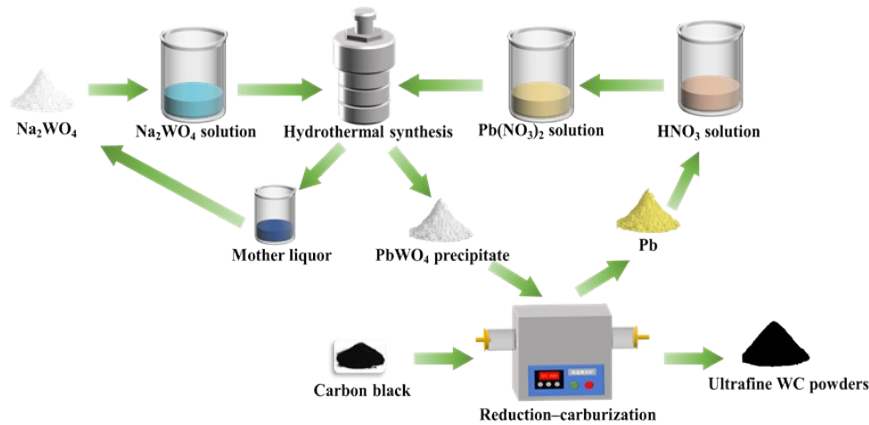 Na₂WO₄
Na₂WO₄ solution
Hydrothermal synthesis
Pb(NO₃)₂ solution
HNO₃ solution
Mother liquor
PbWO₄ precipitate
Pb
Carbon black
Reduction–carburization
Ultrafine WC powders